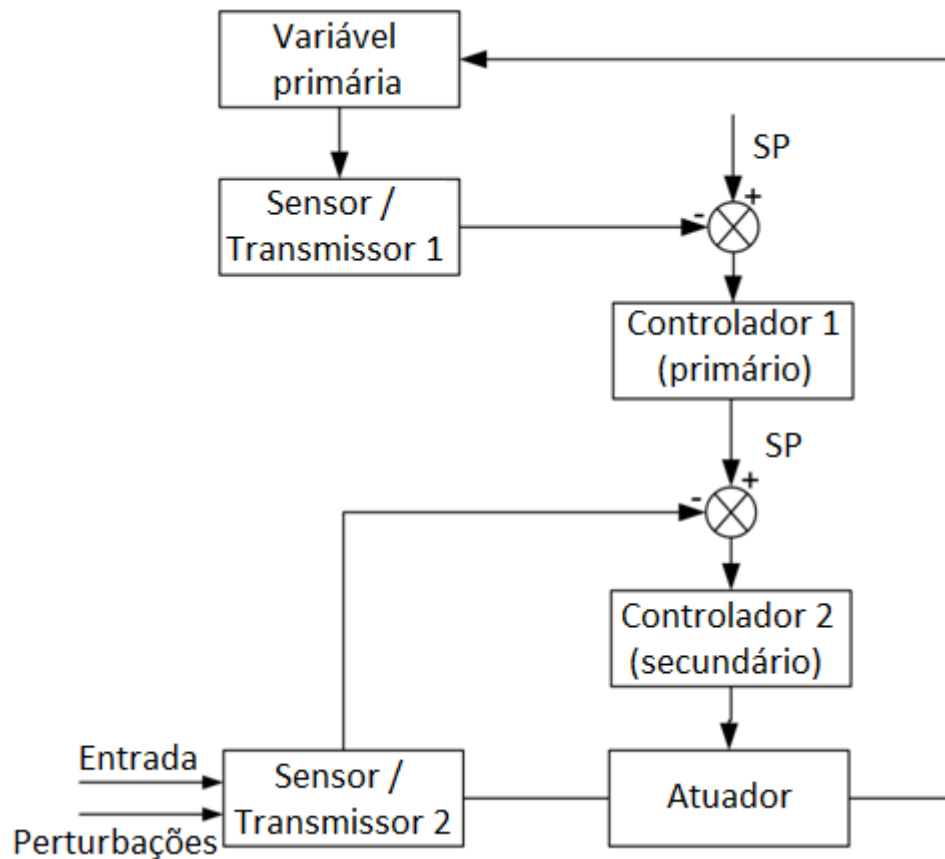 Variável
primária
SP
+
-
Sensor /
Transmissor 1
Controlador 1
(primário)
SP
+
-
Controlador 2
(secundário)
Entrada
Perturbações
Sensor /
Transmissor 2
Atuador